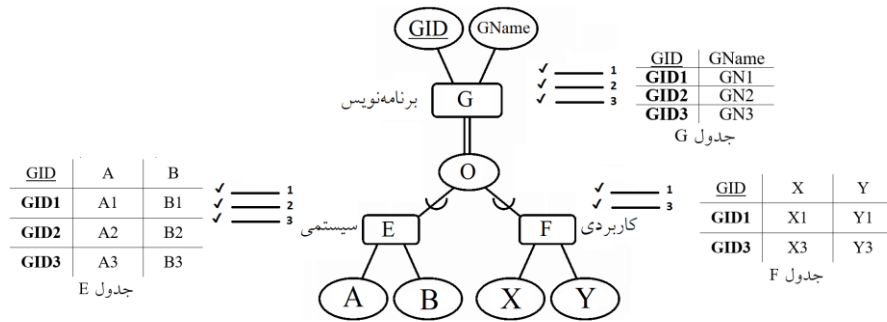 GID GName
✓ 1
✓ 2
✓ 3
برنامه‌نویس G
GID GName
GID1 GN1
GID2 GN2
GID3 GN3
جدول G
O
GID A B
GID1 A1 B1
GID2 A2 B2
GID3 A3 B3
جدول E
✓ 1
✓ 2
✓ 3
سیستمی E
F کاربردی
✓ 1
✓ 3
GID X Y
GID1 X1 Y1
GID3 X3 Y3
جدول F
A B X Y